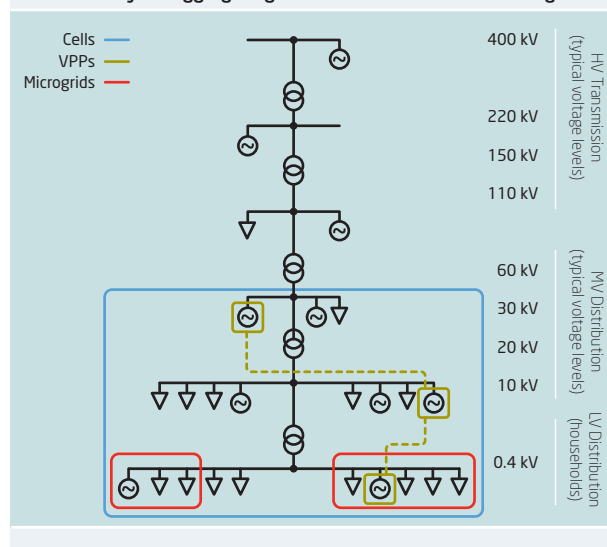 Cells
VPPs
Microgrids
400 kV
220 kV
150 kV
110 kV
60 kV
30 kV
20 kV
10 kV
0.4 kV
HV Transmission
(typical voltage levels)
MV Distribution
(typical voltage levels)
LV Distribution
(households)